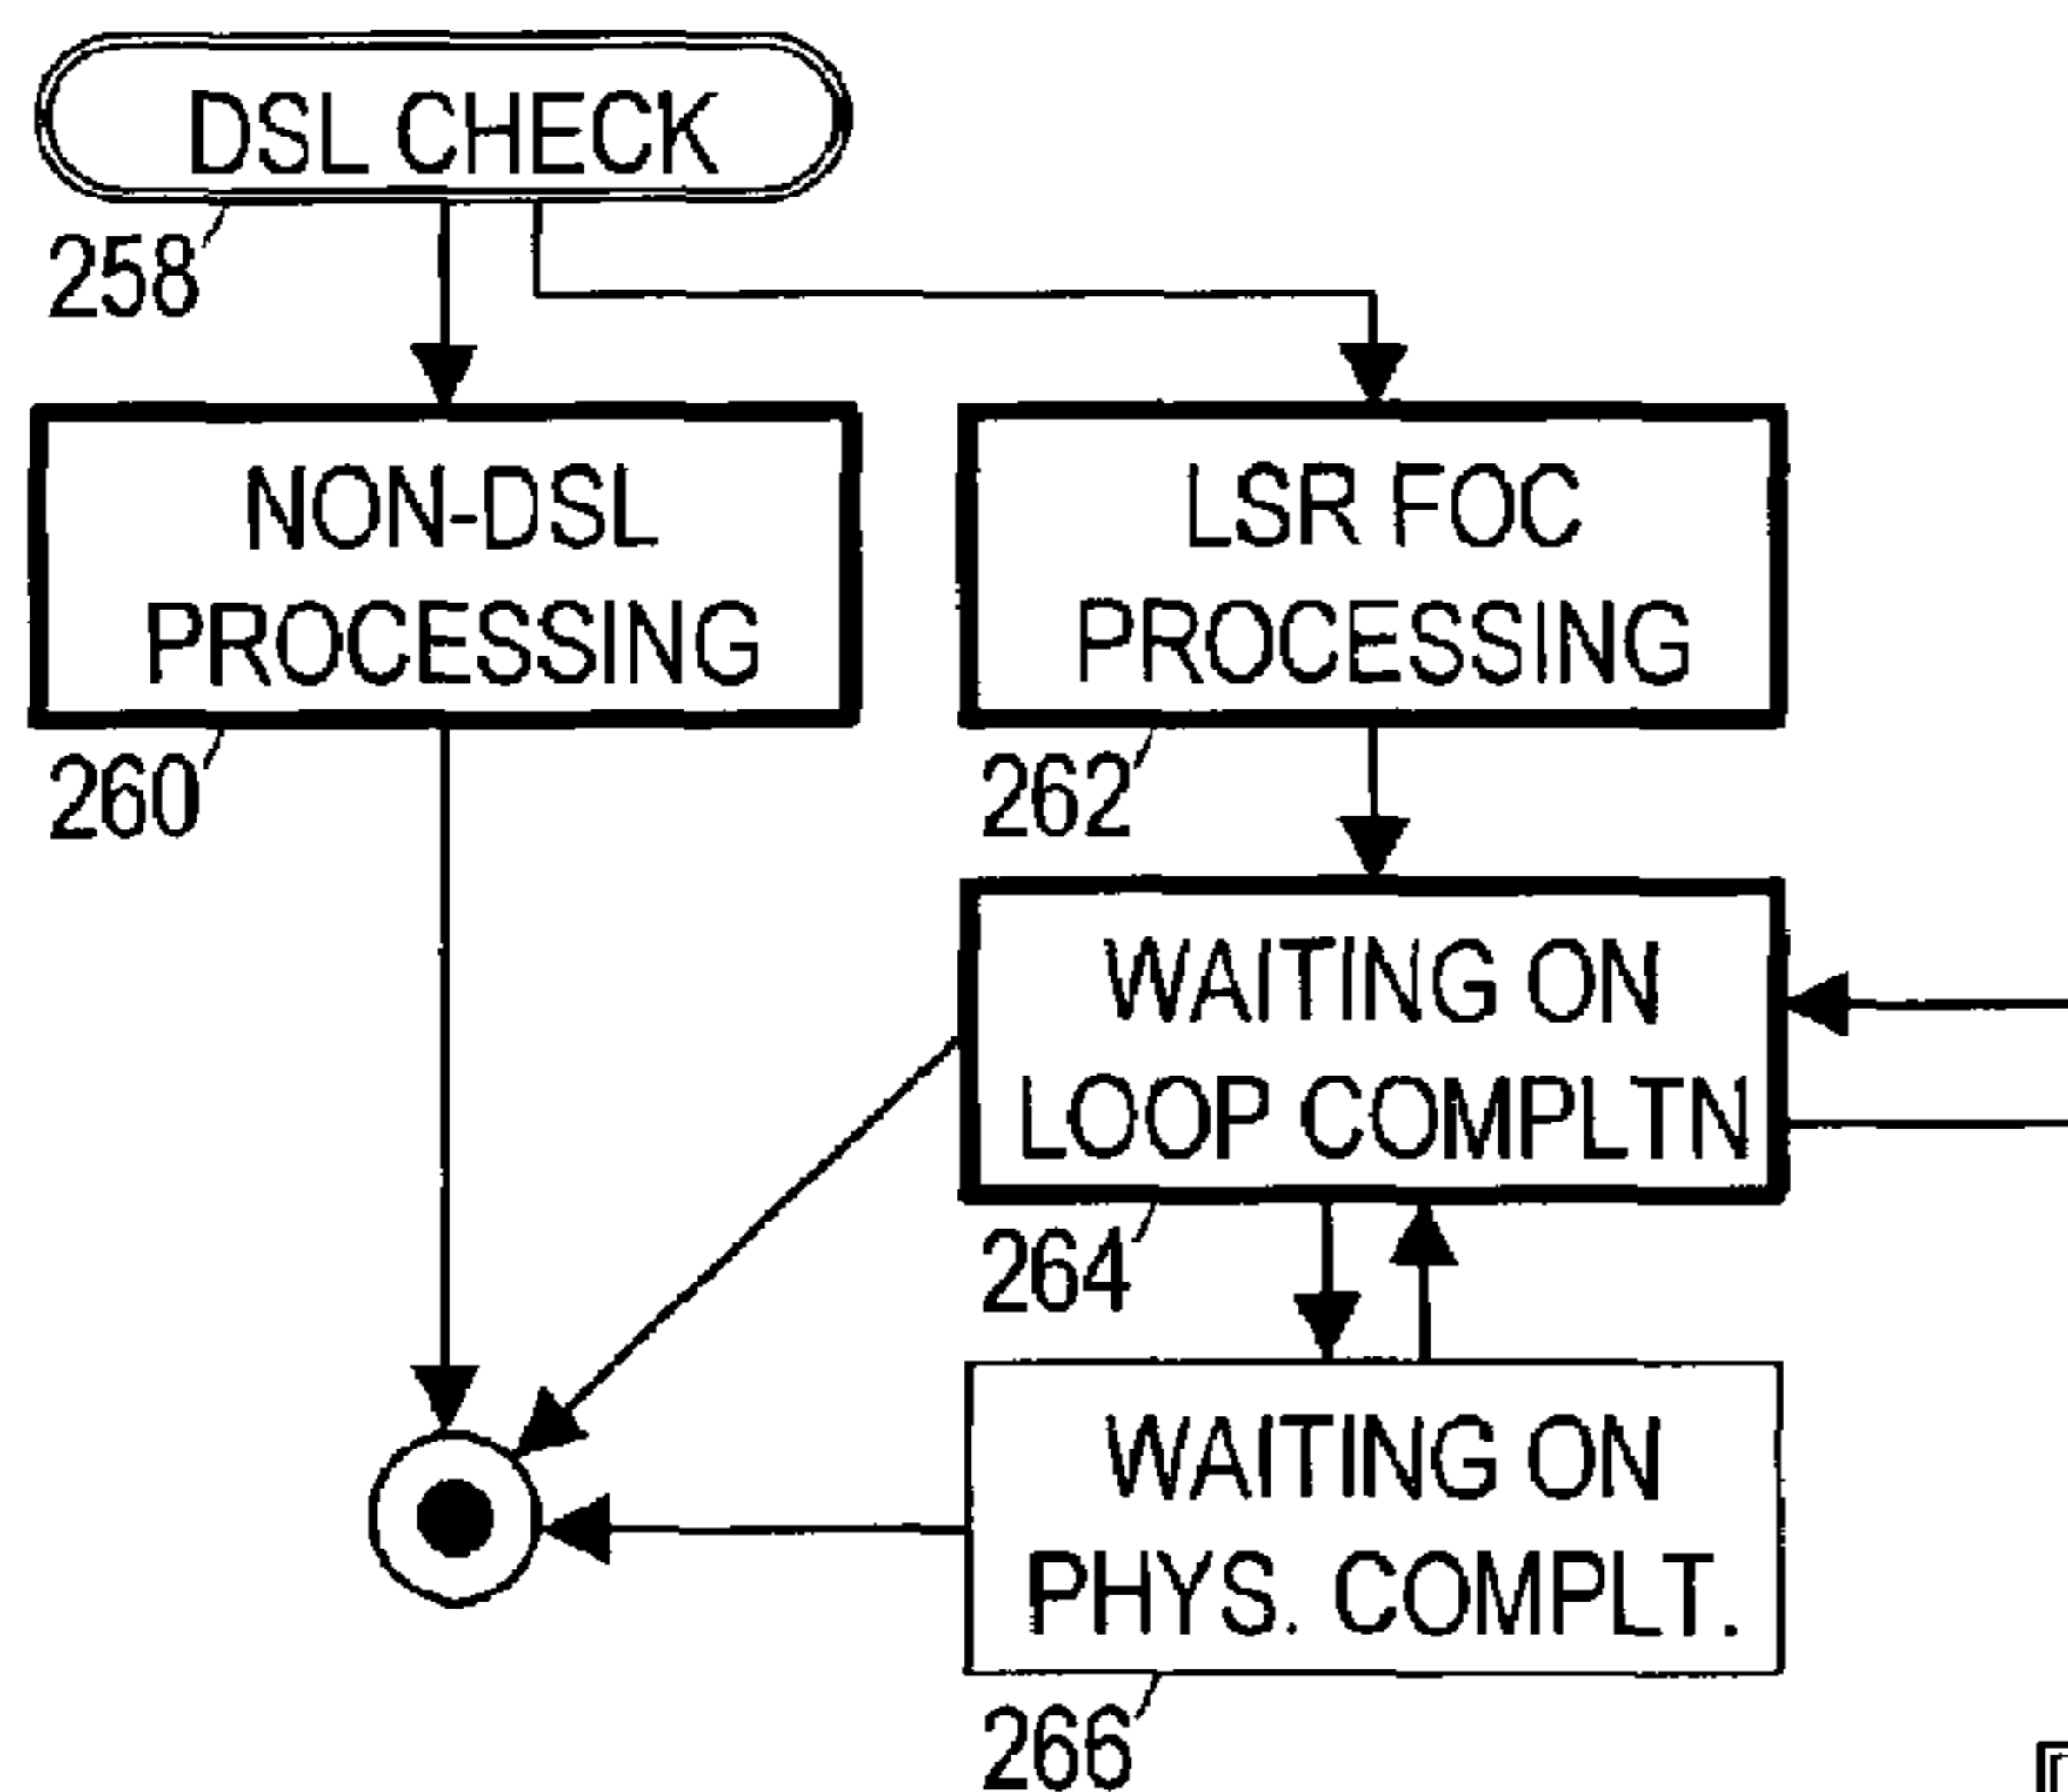 DSL CHECK
258
NON-DSL
PROCESSING
260
LSR FOC
PROCESSING
262
WAITING ON
LOOP COMPLTN
264
WAITING ON
PHYS. COMPLT.
266